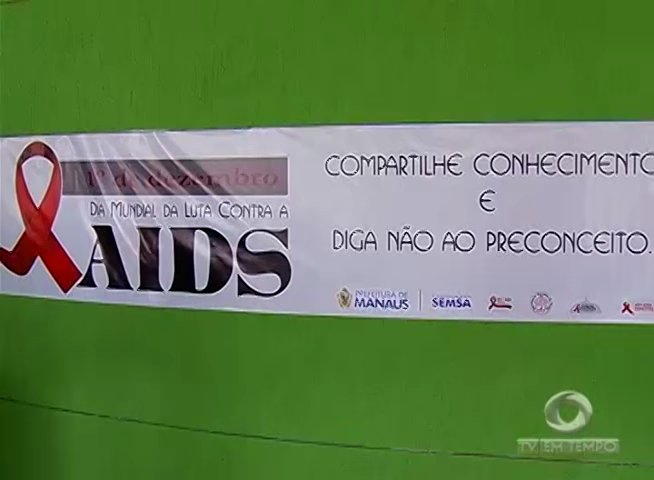 1º de dezembro
DIA MUNDIAL DA LUTA CONTRA A
AIDS
COMPARTILHE CONHECIMENTO
E
DIGA NÃO AO PRECONCEITO.
PREFEITURA DE
MANAUS
SEMSA
TV EM TEMPO